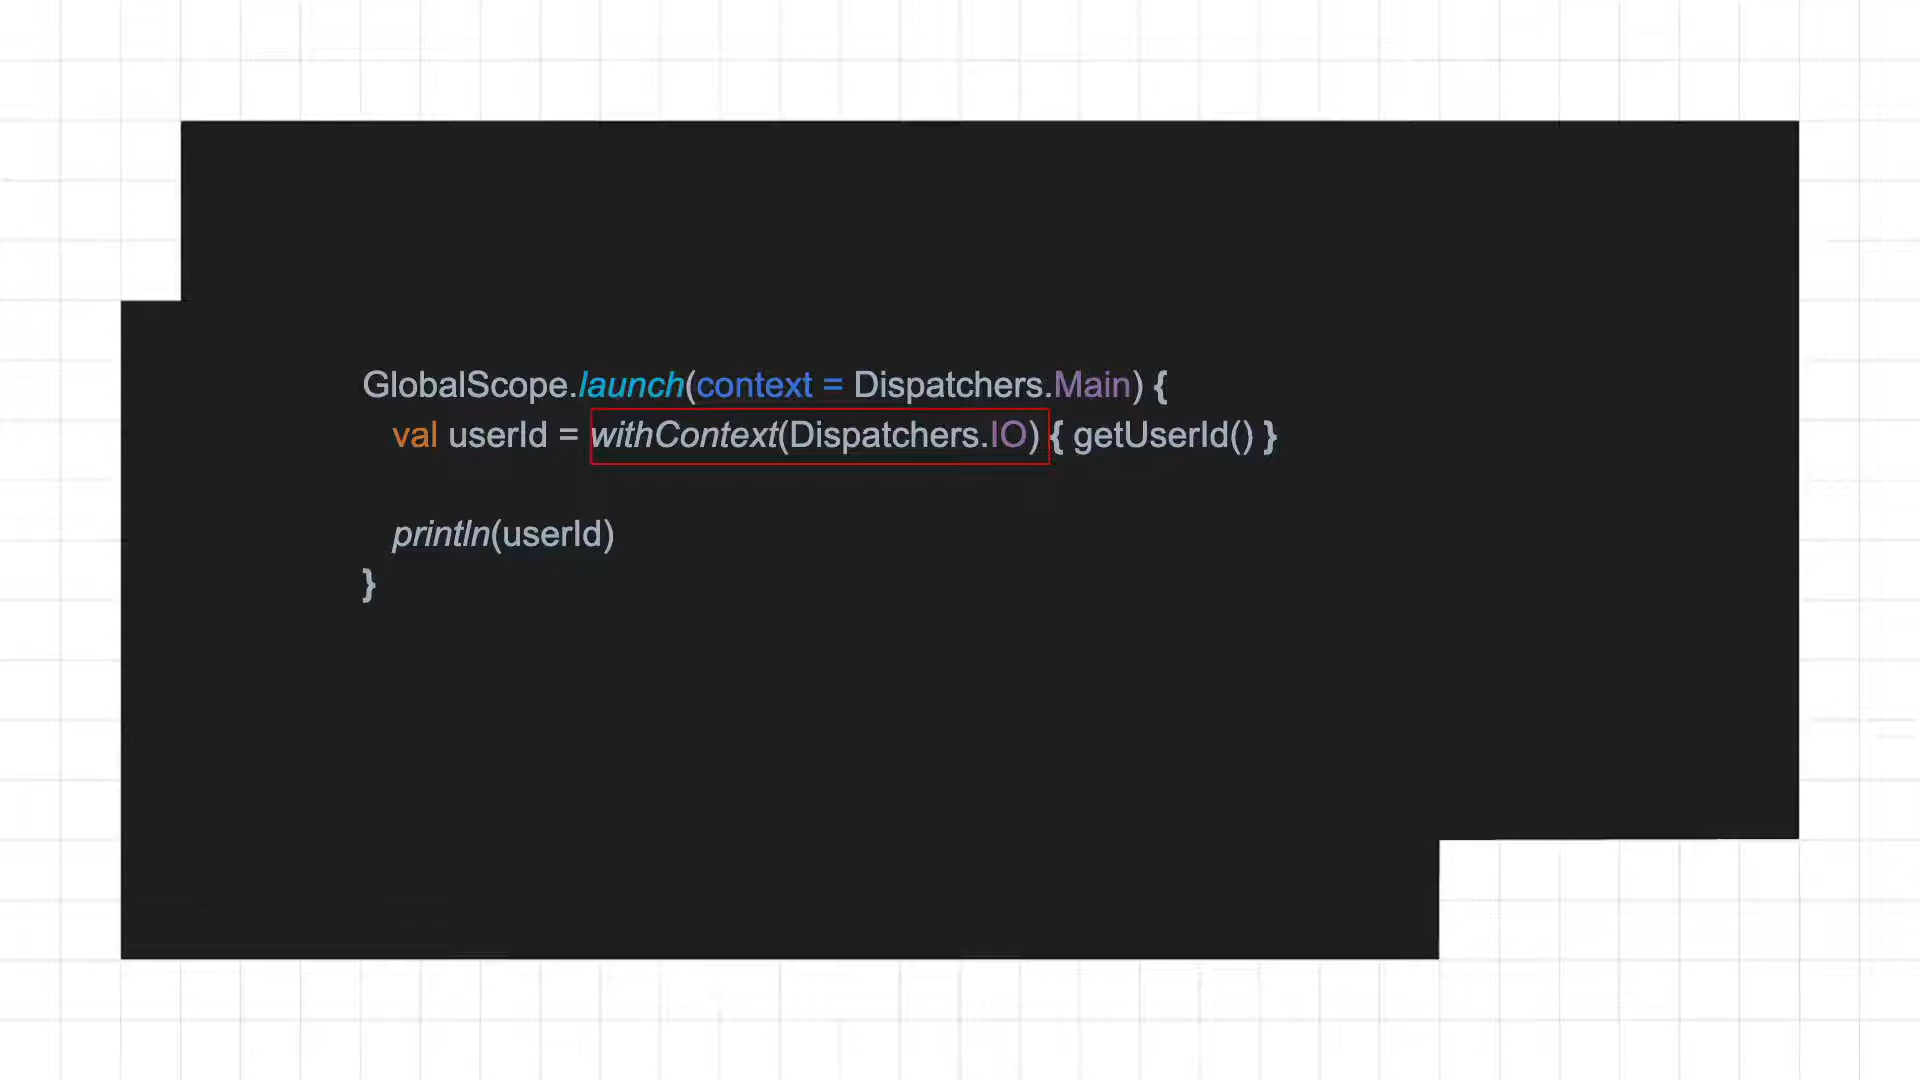 GlobalScope.launch(context = Dispatchers.Main) {
val userId = withContext(Dispatchers.IO) { getUserId() }
println(userId)
}